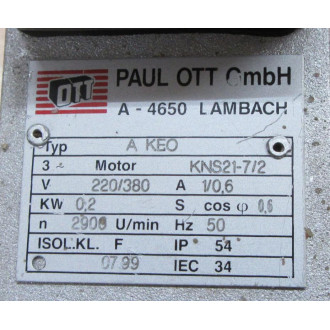 OTT PAUL OTT GmbH
A - 4650 LAMBACH
Typ A KEO
3 ~ Motor KNS21-7/2
V 220/380 A 1/0,6
KW 0,2 S cos φ 0,6
n 2900 U/min Hz 50
ISOL.KL. F IP 54
07 99 IEC 34